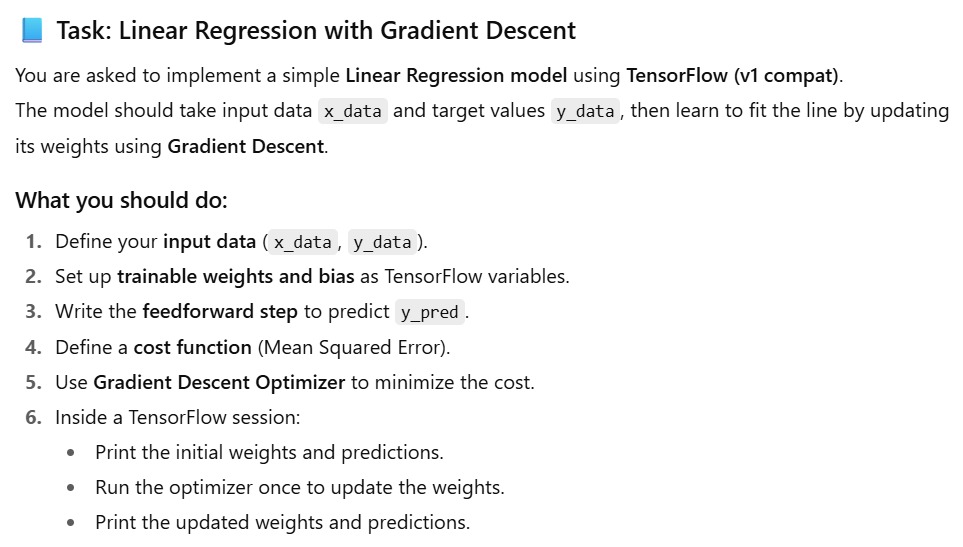 Task: Linear Regression with Gradient Descent
You are asked to implement a simple Linear Regression model using TensorFlow (v1 compat).
The model should take input data x_data and target values y_data, then learn to fit the line by updating
its weights using Gradient Descent.
What you should do:
1. Define your input data (x_data, y_data).
2. Set up trainable weights and bias as TensorFlow variables.
3. Write the feedforward step to predict y_pred.
4. Define a cost function (Mean Squared Error).
5. Use Gradient Descent Optimizer to minimize the cost.
6. Inside a TensorFlow session:
• Print the initial weights and predictions.
• Run the optimizer once to update the weights.
• Print the updated weights and predictions.